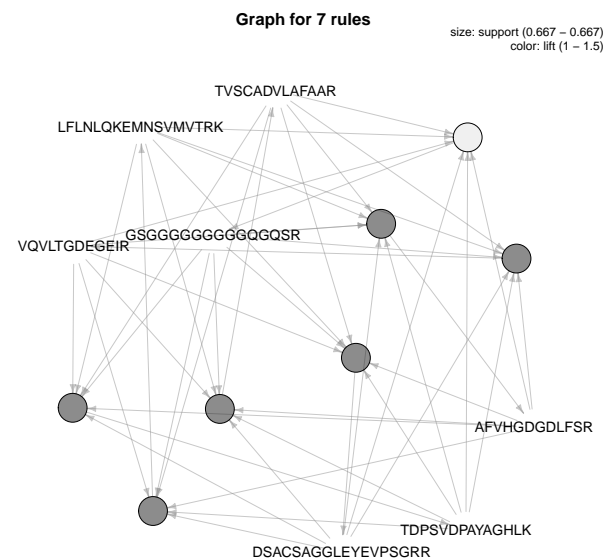 Graph for 7 rules
size: support (0.667 − 0.667)
color: lift (1 − 1.5)
TVSCADVLAFAAR
LFLNLQKEMNSVMVTRK
GSGGGGGGGGGQGQSR
VQVLTGDEGEIR
AFVHGDGDLFSR
TDPSVDPAYAGHLK
DSACSAGGLEYEVPSGRR